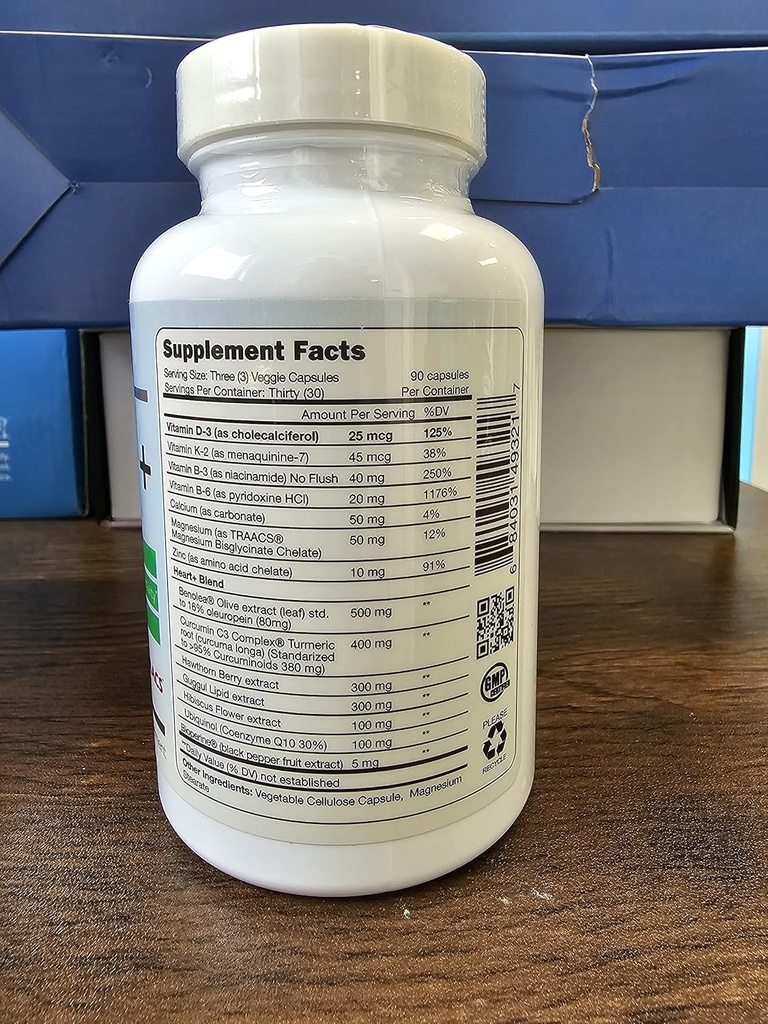 Supplement Facts
Serving Size: Three (3) Veggie Capsules 90 capsules
Servings Per Container: Thirty (30) Per Container
Amount Per Serving %DV
Vitamin D-3 (as cholecalciferol) 25 mcg 125%
Vitamin K-2 (as menaquinine-7) 45 mcg 38%
Vitamin B-3 (as niacinamide) No Flush 40 mg 250%
Vitamin B-6 (as pyridoxine HCl) 20 mg 1176%
Calcium (as carbonate) 50 mg 4%
Magnesium (as TRAACS® 50 mg 12%
Magnesium Bisglycinate Chelate)
Zinc (as amino acid chelate) 10 mg 91%
Heart+ Blend
Benolea® Olive extract (leaf) std. 500 mg **
to 16% oleuropein (80mg)
Curcumin C3 Complex® Turmeric 400 mg **
root (curcuma longa) (Standarized
to >95% Curcuminoids 380 mg)
Hawthorn Berry extract 300 mg **
Guggul Lipid extract 300 mg **
Hibiscus Flower extract 100 mg **
Ubiquinol (Coenzyme Q10 30%) 100 mg **
Bioperine® (black pepper fruit extract) 5 mg **
**Daily Value (% DV) not established
Other Ingredients: Vegetable Cellulose Capsule, Magnesium
Stearate
6 84031 49321 7
GMP
CERTIFIED
PLEASE
RECYCLE
+